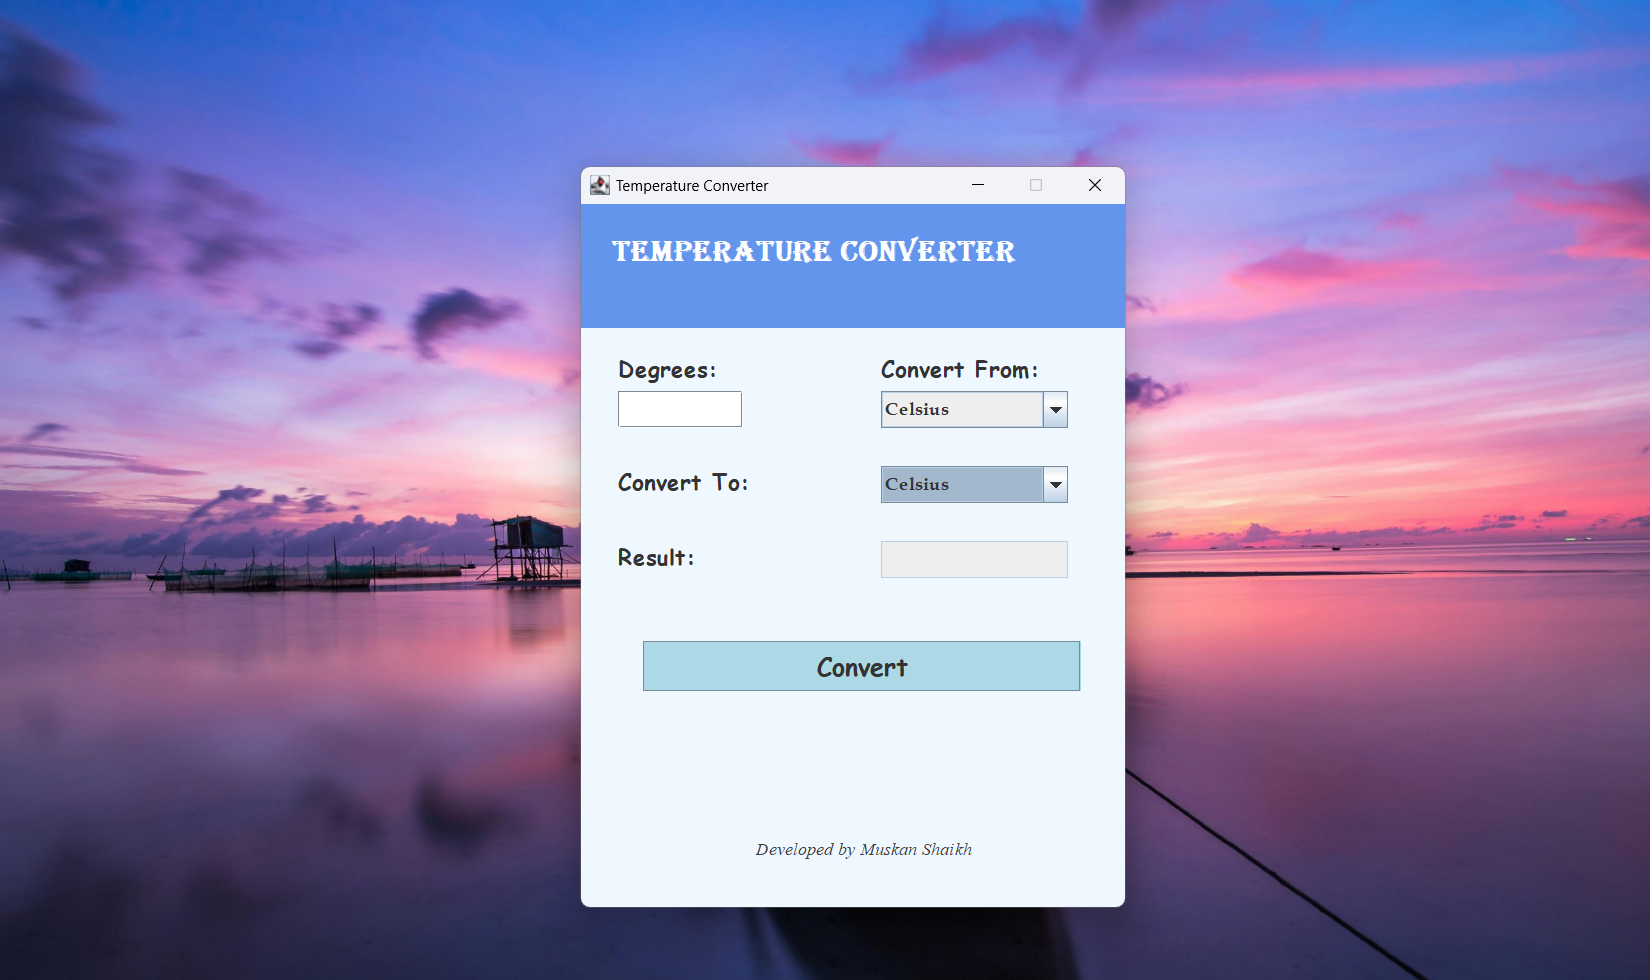 Temperature Converter
TEMPERATURE CONVERTER
Degrees:
Convert From:
Celsius
Convert To:
Celsius
Result:
Convert
Developed by Muskan Shaikh